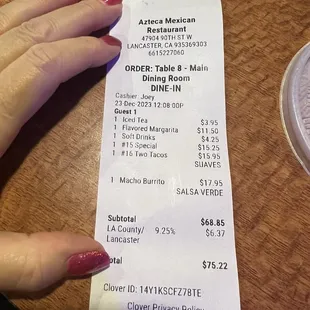 Azteca Mexican
Restaurant
47904 90TH ST W
LANCASTER, CA 935369303
6615227060
ORDER: Table 8 - Main
Dining Room
DINE-IN
Cashier: Joey
23 Dec 2023 12:08:00P
Guest 1
1 Iced Tea $3.95
1 Flavored Margarita $11.50
1 Soft Drinks $4.25
1 #15 Special $15.25
1 #16 Two Tacos $15.95
SUAVES
1 Macho Burrito $17.95
SALSA VERDE
Subtotal $68.85
LA County/ 9.25% $6.37
Lancaster
otal $75.22
Clover ID: 14Y1KSCFZ78TE
Clover Privacy Policy